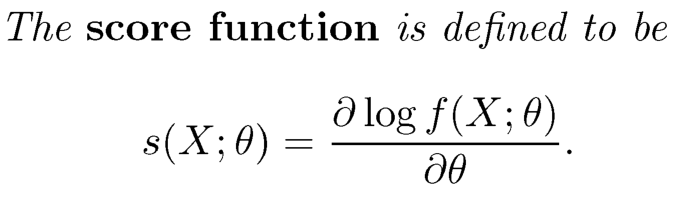 The score function is defined to be
s(X; θ) = ∂ log f(X; θ) / ∂θ .